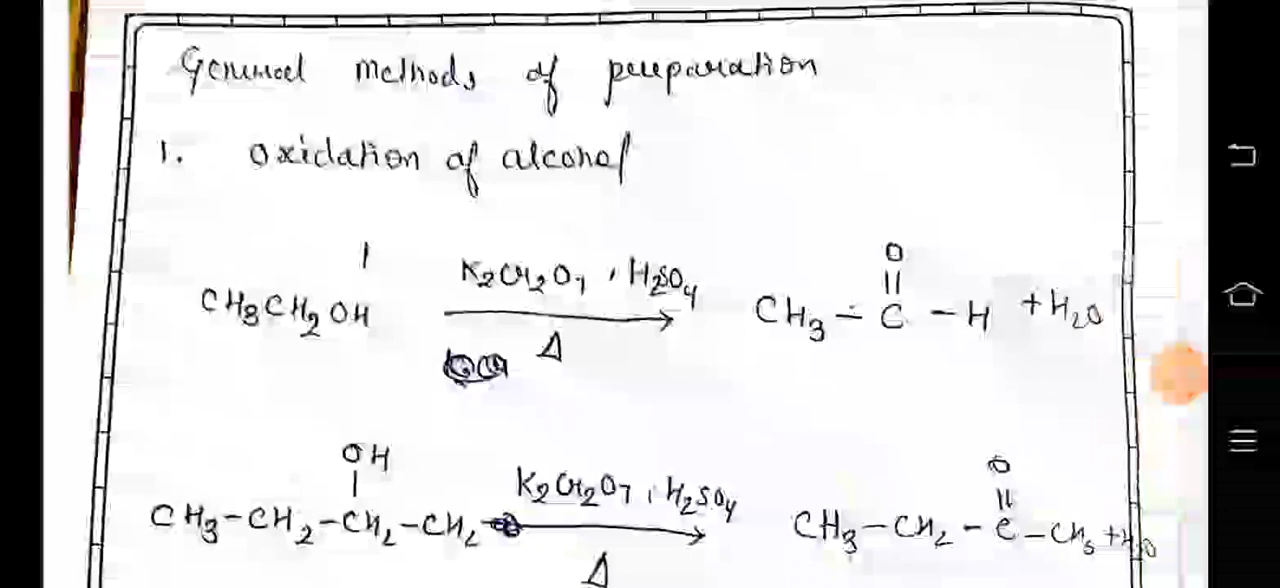 General methods of preparation
1. oxidation of alcohol
O
K2Cr2O7, H2SO4 ||
CH3CH2OH → CH3 – C – H + H2O
Δ
OH O
| K2Cr2O7, H2SO4 ||
CH3–CH2–CH2–CH2 → CH3–CH2–C–CH3 + H2O
Δ